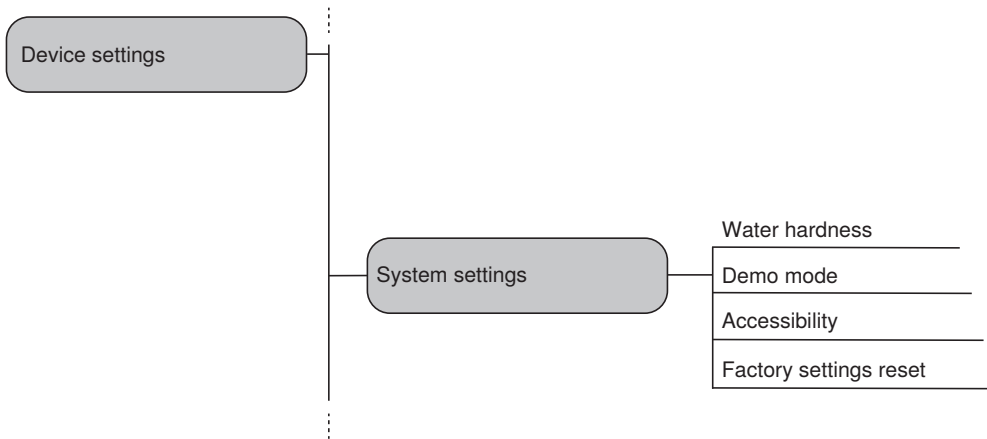 Device settings
System settings
Water hardness
Demo mode
Accessibility
Factory settings reset